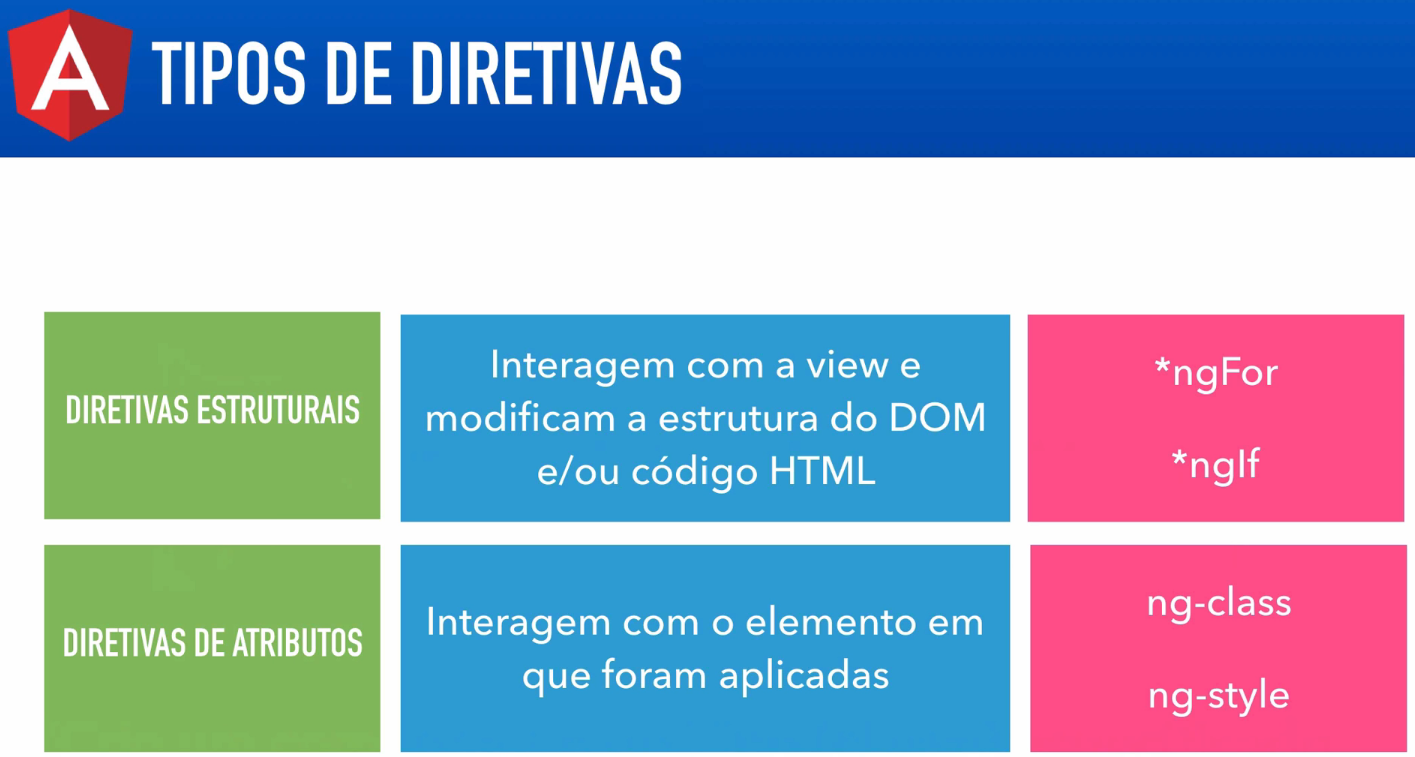 TIPOS DE DIRETIVAS
DIRETIVAS ESTRUTURAIS
Interagem com a view e
modificam a estrutura do DOM
e/ou código HTML
*ngFor
*ngIf
DIRETIVAS DE ATRIBUTOS
Interagem com o elemento em
que foram aplicadas
ng-class
ng-style